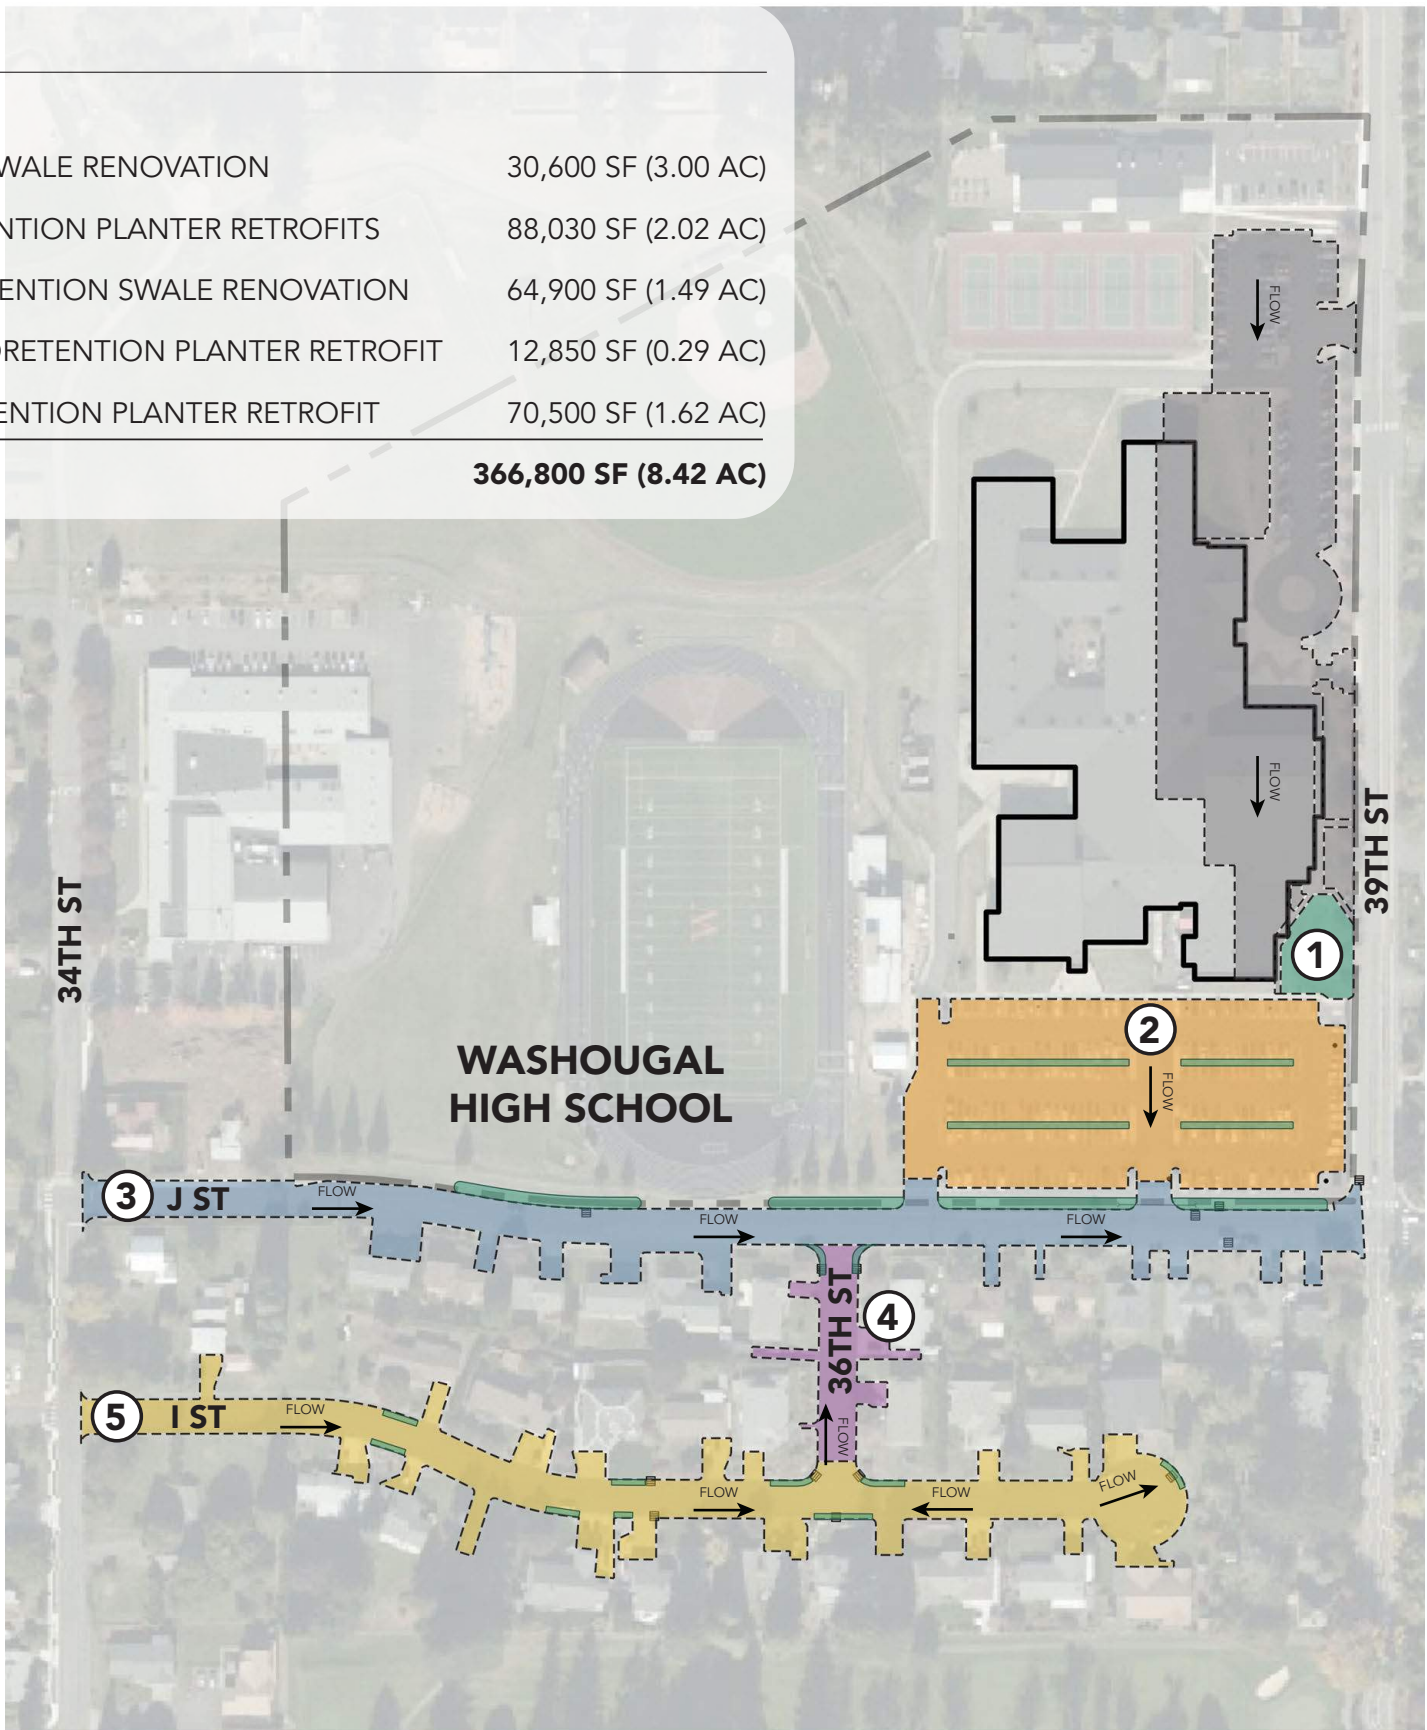 WALE RENOVATION 30,600 SF (3.00 AC)
NTION PLANTER RETROFITS 88,030 SF (2.02 AC)
ENTION SWALE RENOVATION 64,900 SF (1.49 AC)
RETENTION PLANTER RETROFIT 12,850 SF (0.29 AC)
ENTION PLANTER RETROFIT 70,500 SF (1.62 AC)
366,800 SF (8.42 AC)
FLOW
FLOW
39TH ST
34TH ST
1
2
FLOW
WASHOUGAL
HIGH SCHOOL
3 J ST
FLOW
FLOW
FLOW
36TH ST
4
FLOW
5 I ST
FLOW
FLOW
FLOW
FLOW